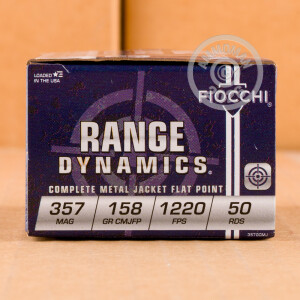 LOADED IN THE USA
FIOCCHI
RANGE
DYNAMICS®
COMPLETE METAL JACKET FLAT POINT
357 158 1220 50
MAG GR CMJFP FPS RDS